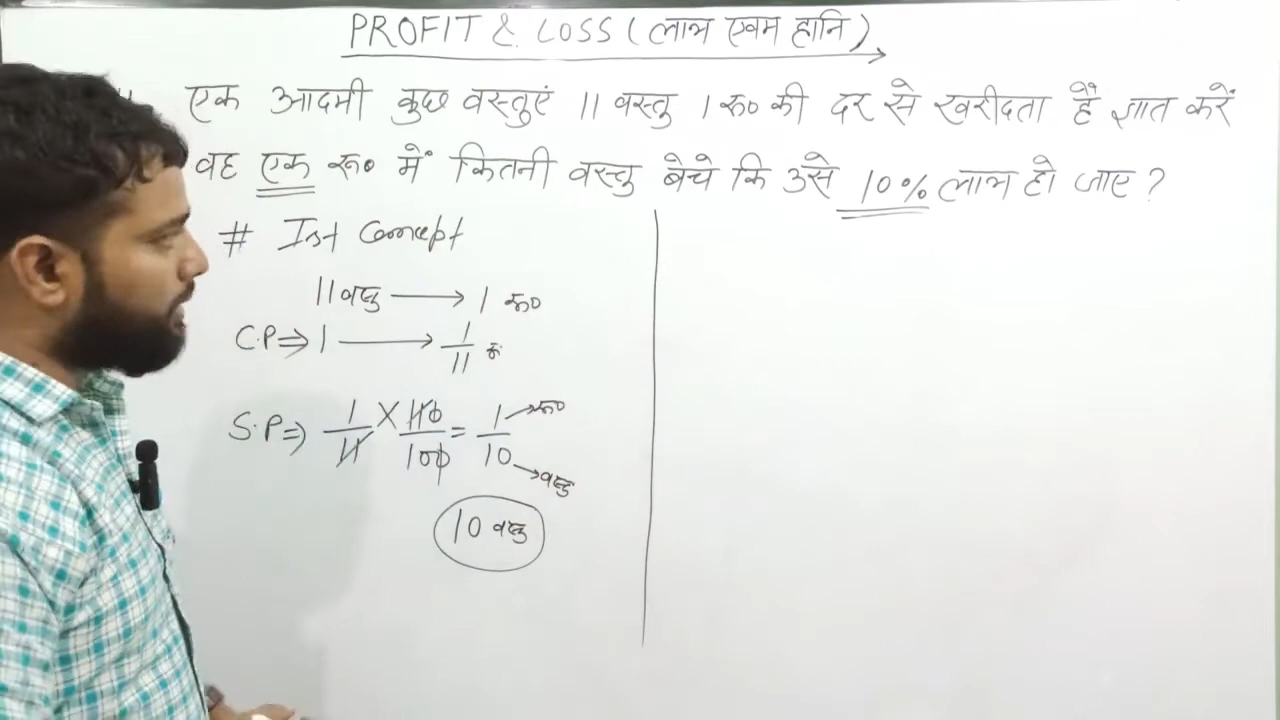 PROFIT & LOSS (लाभ एवम हानि)
एक आदमी कुछ वस्तुएं 11 वस्तु 1 रू० की दर से खरीदता है ज्ञात करें
वह एक रू० में कितनी वस्तु बेचे कि उसे 10% लाभ हो जाए ?
# Ist Concept
11 वस्तु → 1 रू०
C.P ⇒ 1 → 1/11 रू
S.P ⇒ 1/11 × 110/100 = 1/10 → रू० → वस्तु
10 वस्तु